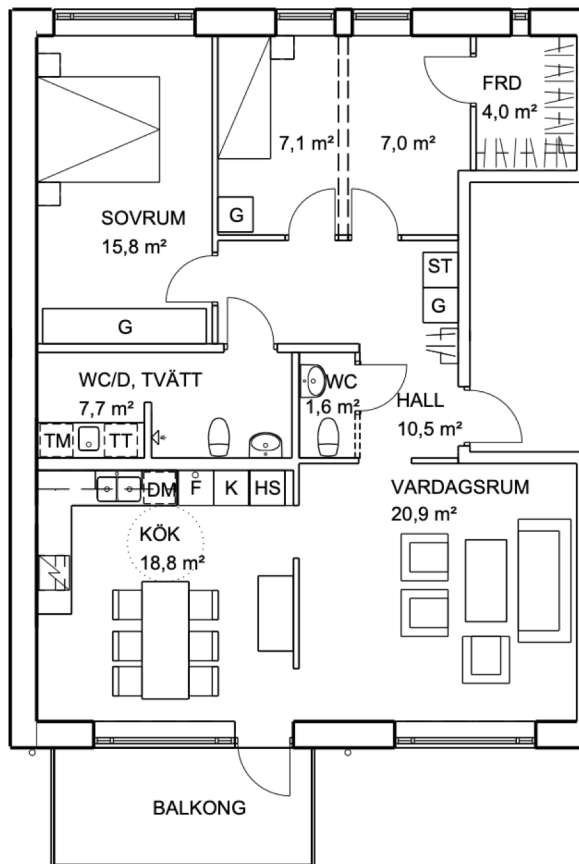 FRD
4,0 m²
7,1 m²
7,0 m²
G
SOVRUM
15,8 m²
ST
G
G
WC/D, TVÄTT
7,7 m²
WC
1,6 m²
HALL
10,5 m²
TM
TT
DM
F
K
HS
VARDAGSRUM
20,9 m²
KÖK
18,8 m²
BALKONG